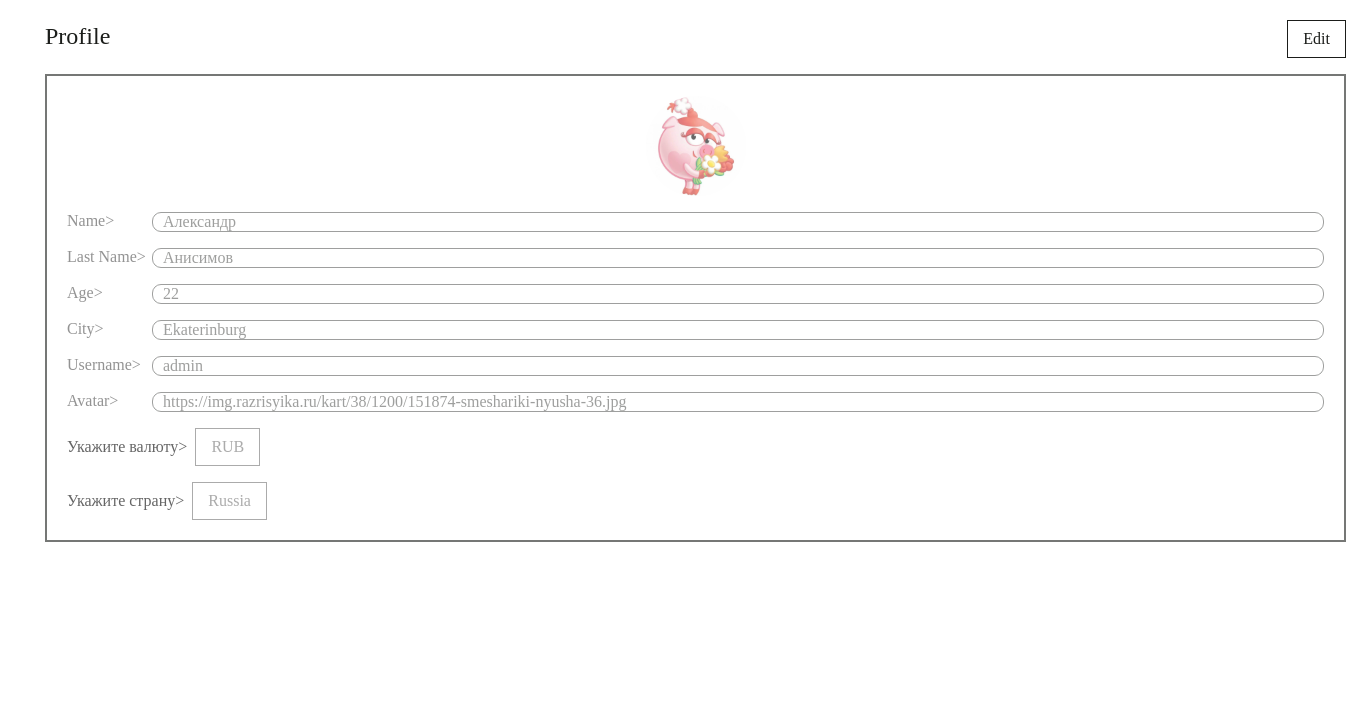 Profile
Edit
Name> Александр
Last Name> Анисимов
Age> 22
City> Ekaterinburg
Username> admin
Avatar> https://img.razrisyika.ru/kart/38/1200/151874-smeshariki-nyusha-36.jpg
Укажите валюту> RUB
Укажите страну> Russia